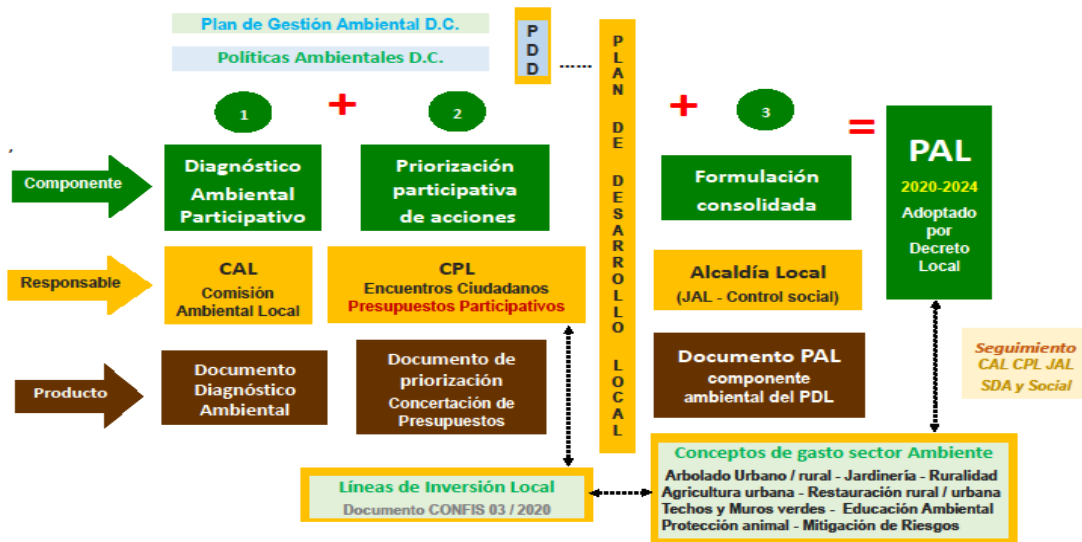 Plan de Gestión Ambiental D.C.
Políticas Ambientales D.C.
P
D
D
......
PLAN DE DESARROLLO LOCAL
1
+
2
+
3
=
Componente
Diagnóstico
Ambiental
Participativo
Priorización
participativa
de acciones
Formulación
consolidada
PAL
2020-2024
Adoptado
por
Decreto
Local
Responsable
CAL
Comisión
Ambiental Local
CPL
Encuentros Ciudadanos
Presupuestos Participativos
Alcaldía Local
(JAL - Control social)
Producto
Documento
Diagnóstico
Ambiental
Documento de
priorización
Concertación de
Presupuestos
Documento PAL
componente
ambiental del PDL
Seguimiento
CAL CPL JAL
SDA y Social
Líneas de Inversión Local
Documento CONFIS 03 / 2020
Conceptos de gasto sector Ambiente
Arbolado Urbano / rural - Jardinería - Ruralidad
Agricultura urbana - Restauración rural / urbana
Techos y Muros verdes - Educación Ambiental
Protección animal - Mitigación de Riesgos